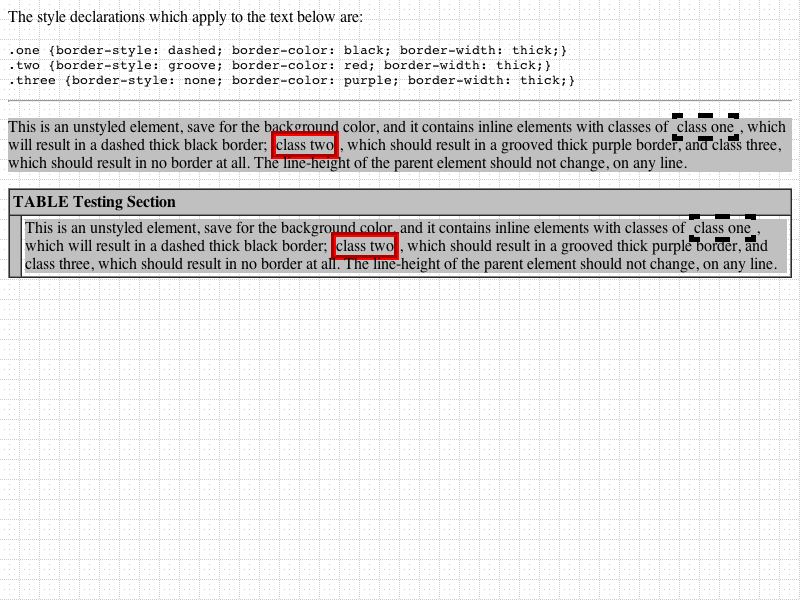 The style declarations which apply to the text below are:
.one {border-style: dashed; border-color: black; border-width: thick;}
.two {border-style: groove; border-color: red; border-width: thick;}
.three {border-style: none; border-color: purple; border-width: thick;}
This is an unstyled element, save for the background color, and it contains inline elements with classes of class one , which
will result in a dashed thick black border; class two , which should result in a grooved thick purple border, and class three,
which should result in no border at all. The line-height of the parent element should not change, on any line.
TABLE Testing Section
This is an unstyled element, save for the background color, and it contains inline elements with classes of class one ,
which will result in a dashed thick black border; class two , which should result in a grooved thick purple border, and
class three, which should result in no border at all. The line-height of the parent element should not change, on any line.